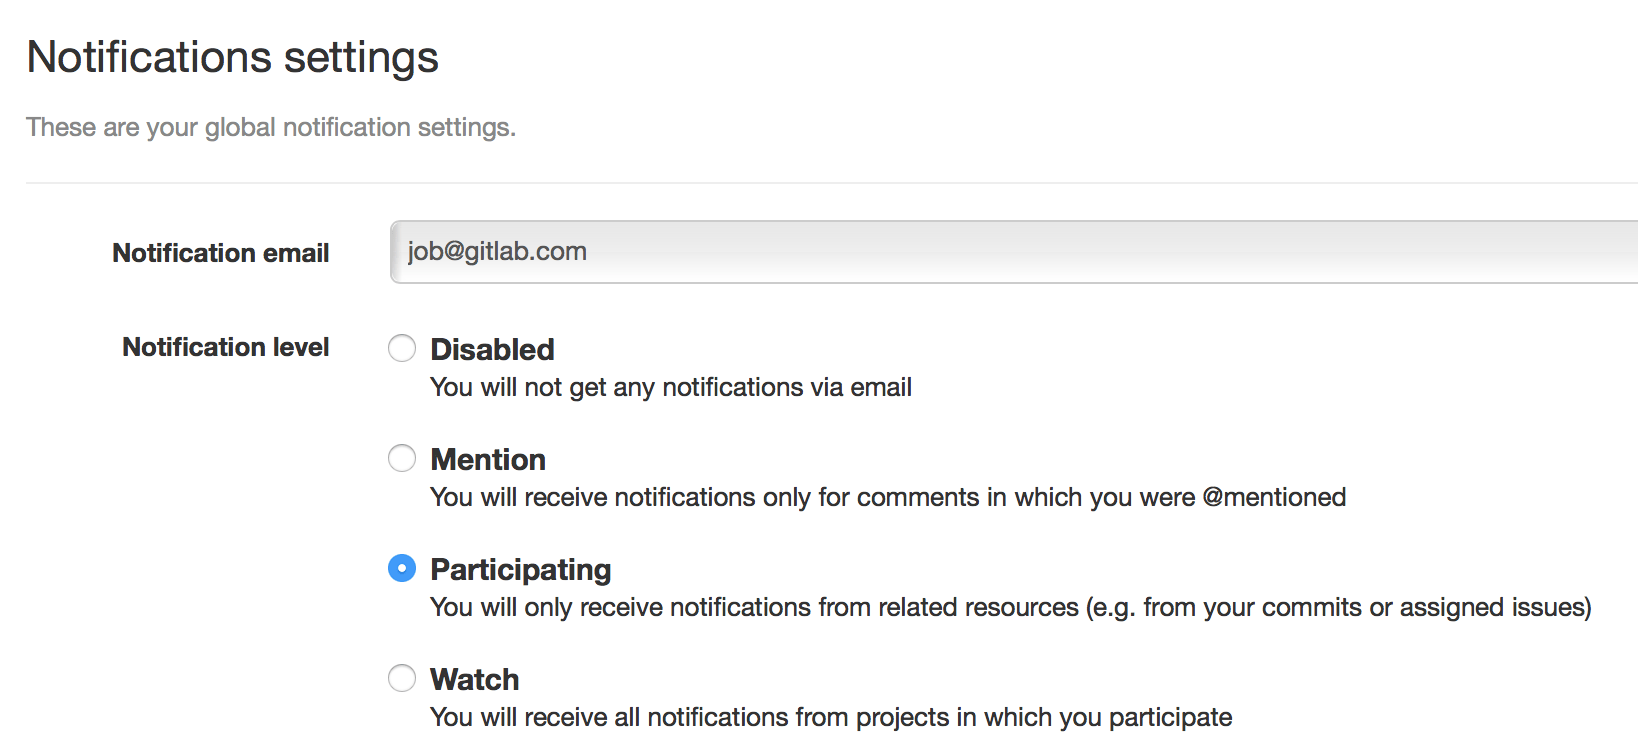 Notifications settings
These are your global notification settings.
Notification email
job@gitlab.com
Notification level
Disabled
You will not get any notifications via email
Mention
You will receive notifications only for comments in which you were @mentioned
Participating
You will only receive notifications from related resources (e.g. from your commits or assigned issues)
Watch
You will receive all notifications from projects in which you participate